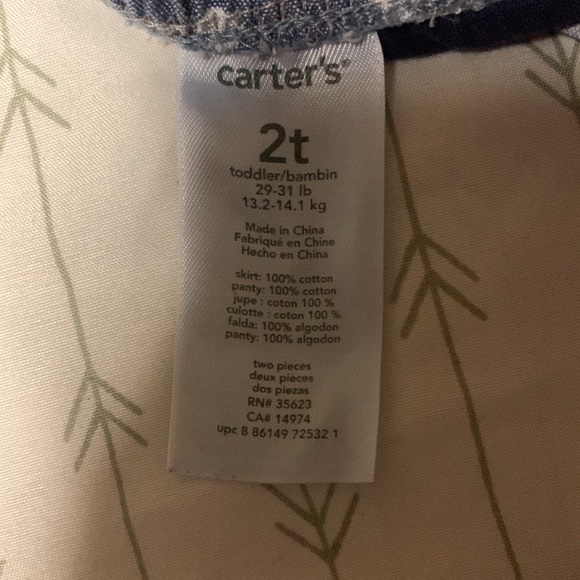 carter's
2t
toddler/bambin
29-31 lb
13.2-14.1 kg
Made in China
Fabriqué en Chine
Hecho en China
skirt: 100% cotton
panty: 100% cotton
jupe : coton 100 %
culotte : coton 100 %
falda: 100% algodon
panty: 100% algodon
two pieces
deux pièces
dos piezas
RN# 35623
CA# 14974
upc 8 86149 72532 1